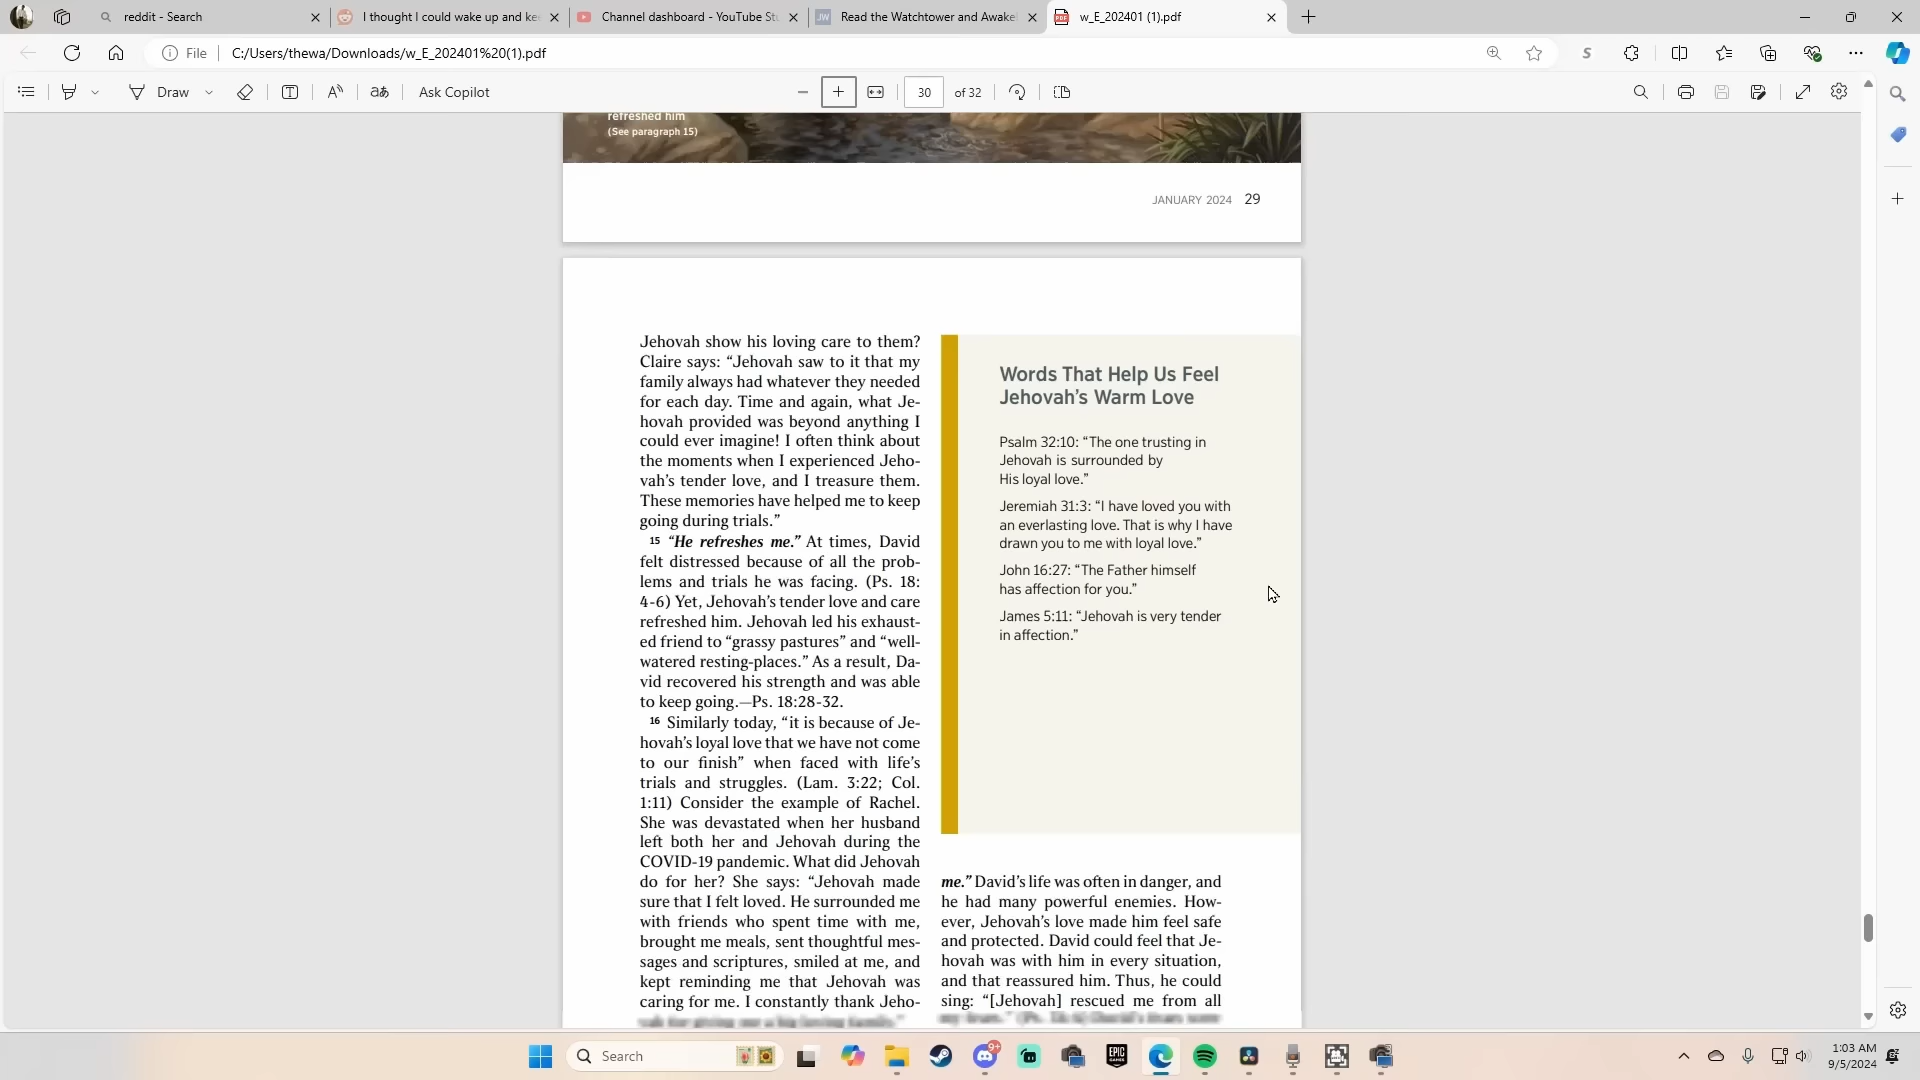 reddit - Search
I thought I could wake up and ke
Channel dashboard - YouTube St
Read the Watchtower and Awake
w_E_202401 (1).pdf
File
C:/Users/thewa/Downloads/w_E_202401%20(1).pdf
Draw
Ask Copilot
30
of 32
refreshed him
(See paragraph 15)
JANUARY 2024 29
Jehovah show his loving care to them?
Claire says: “Jehovah saw to it that my
family always had whatever they needed
for each day. Time and again, what Je-
hovah provided was beyond anything I
could ever imagine! I often think about
the moments when I experienced Jeho-
vah’s tender love, and I treasure them.
These memories have helped me to keep
going during trials.”
15 “He refreshes me.” At times, David
felt distressed because of all the prob-
lems and trials he was facing. (Ps. 18:
4-6) Yet, Jehovah’s tender love and care
refreshed him. Jehovah led his exhaust-
ed friend to “grassy pastures” and “well-
watered resting-places.” As a result, Da-
vid recovered his strength and was able
to keep going.—Ps. 18:28-32.
16 Similarly today, “it is because of Je-
hovah’s loyal love that we have not come
to our finish” when faced with life’s
trials and struggles. (Lam. 3:22; Col.
1:11) Consider the example of Rachel.
She was devastated when her husband
left both her and Jehovah during the
COVID-19 pandemic. What did Jehovah
do for her? She says: “Jehovah made
sure that I felt loved. He surrounded me
with friends who spent time with me,
brought me meals, sent thoughtful mes-
sages and scriptures, smiled at me, and
kept reminding me that Jehovah was
caring for me. I constantly thank Jeho-
vah for giving me a big loving family.”
Words That Help Us Feel
Jehovah’s Warm Love
Psalm 32:10: “The one trusting in
Jehovah is surrounded by
His loyal love.”
Jeremiah 31:3: “I have loved you with
an everlasting love. That is why I have
drawn you to me with loyal love.”
John 16:27: “The Father himself
has affection for you.”
James 5:11: “Jehovah is very tender
in affection.”
me.” David’s life was often in danger, and
he had many powerful enemies. How-
ever, Jehovah’s love made him feel safe
and protected. David could feel that Je-
hovah was with him in every situation,
and that reassured him. Thus, he could
sing: “[Jehovah] rescued me from all
Search
9+
EPIC
GAMES
1:03 AM
9/5/2024